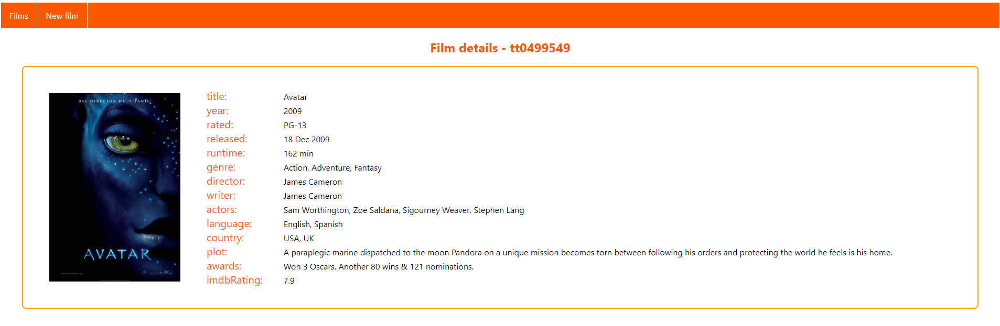 Films
New film
Film details - tt0499549
DEL DIRECTOR DE 'TITANIC'
AVATAR
title: Avatar
year: 2009
rated: PG-13
released: 18 Dec 2009
runtime: 162 min
genre: Action, Adventure, Fantasy
director: James Cameron
writer: James Cameron
actors: Sam Worthington, Zoe Saldana, Sigourney Weaver, Stephen Lang
language: English, Spanish
country: USA, UK
plot: A paraplegic marine dispatched to the moon Pandora on a unique mission becomes torn between following his orders and protecting the world he feels is his home.
awards: Won 3 Oscars. Another 80 wins & 121 nominations.
imdbRating: 7.9